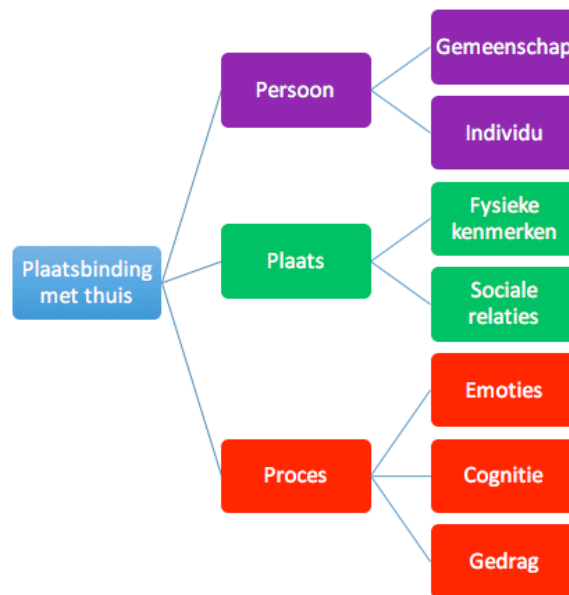 Plaatsbinding
met thuis
Persoon
Gemeenschap
Individu
Plaats
Fysieke
kenmerken
Sociale
relaties
Proces
Emoties
Cognitie
Gedrag